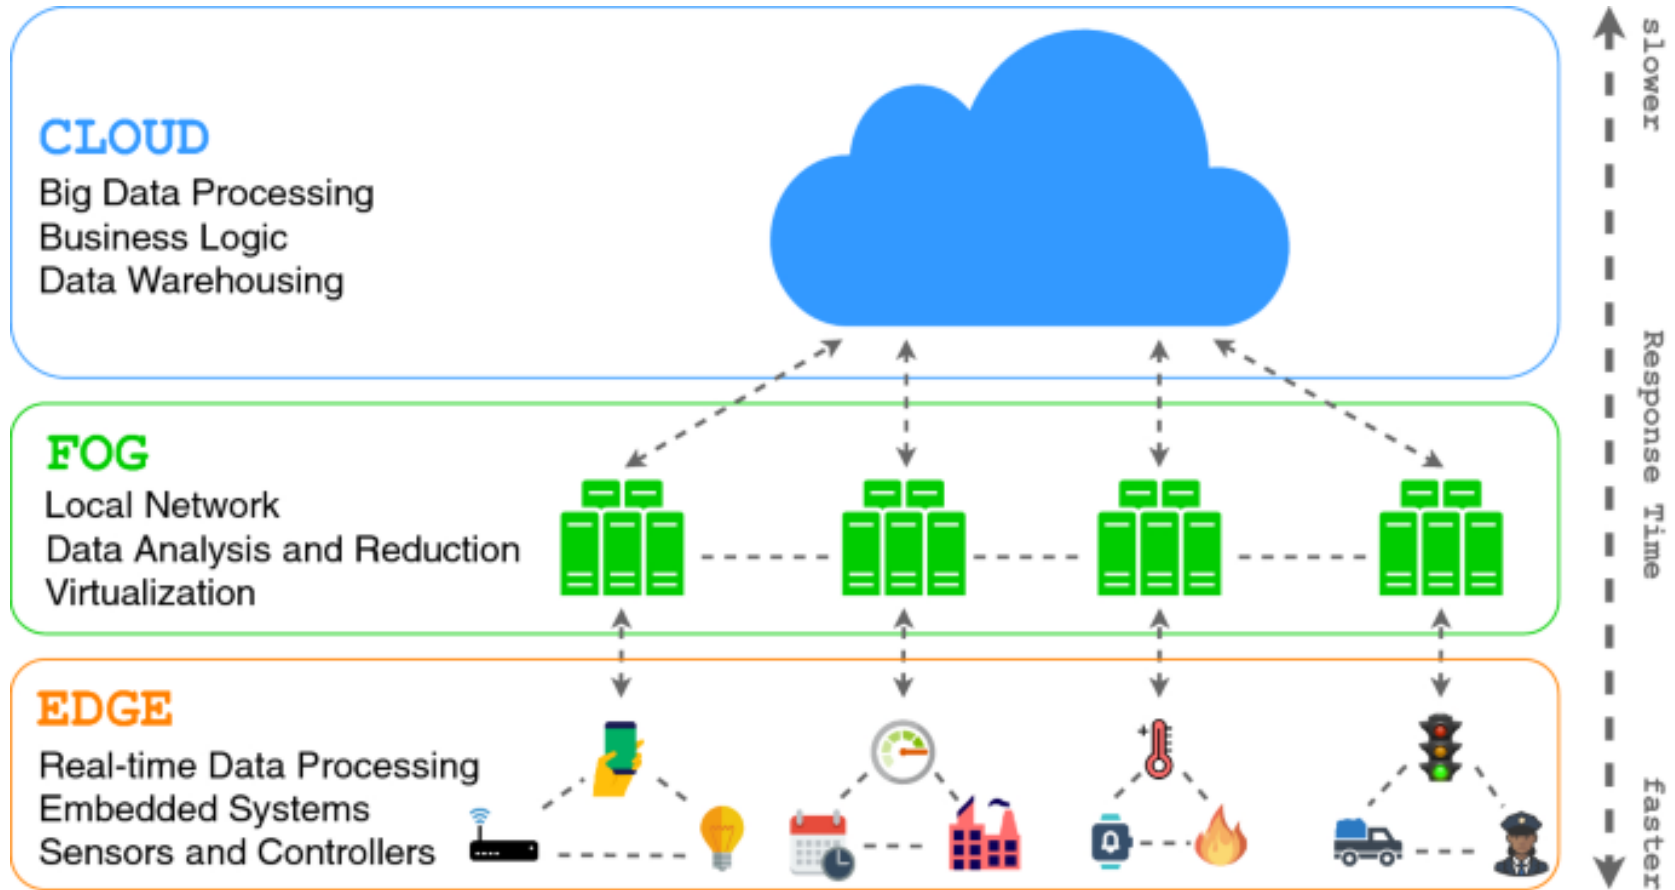 CLOUD
Big Data Processing
Business Logic
Data Warehousing
FOG
Local Network
Data Analysis and Reduction
Virtualization
EDGE
Real-time Data Processing
Embedded Systems
Sensors and Controllers
slower
Response Time
faster